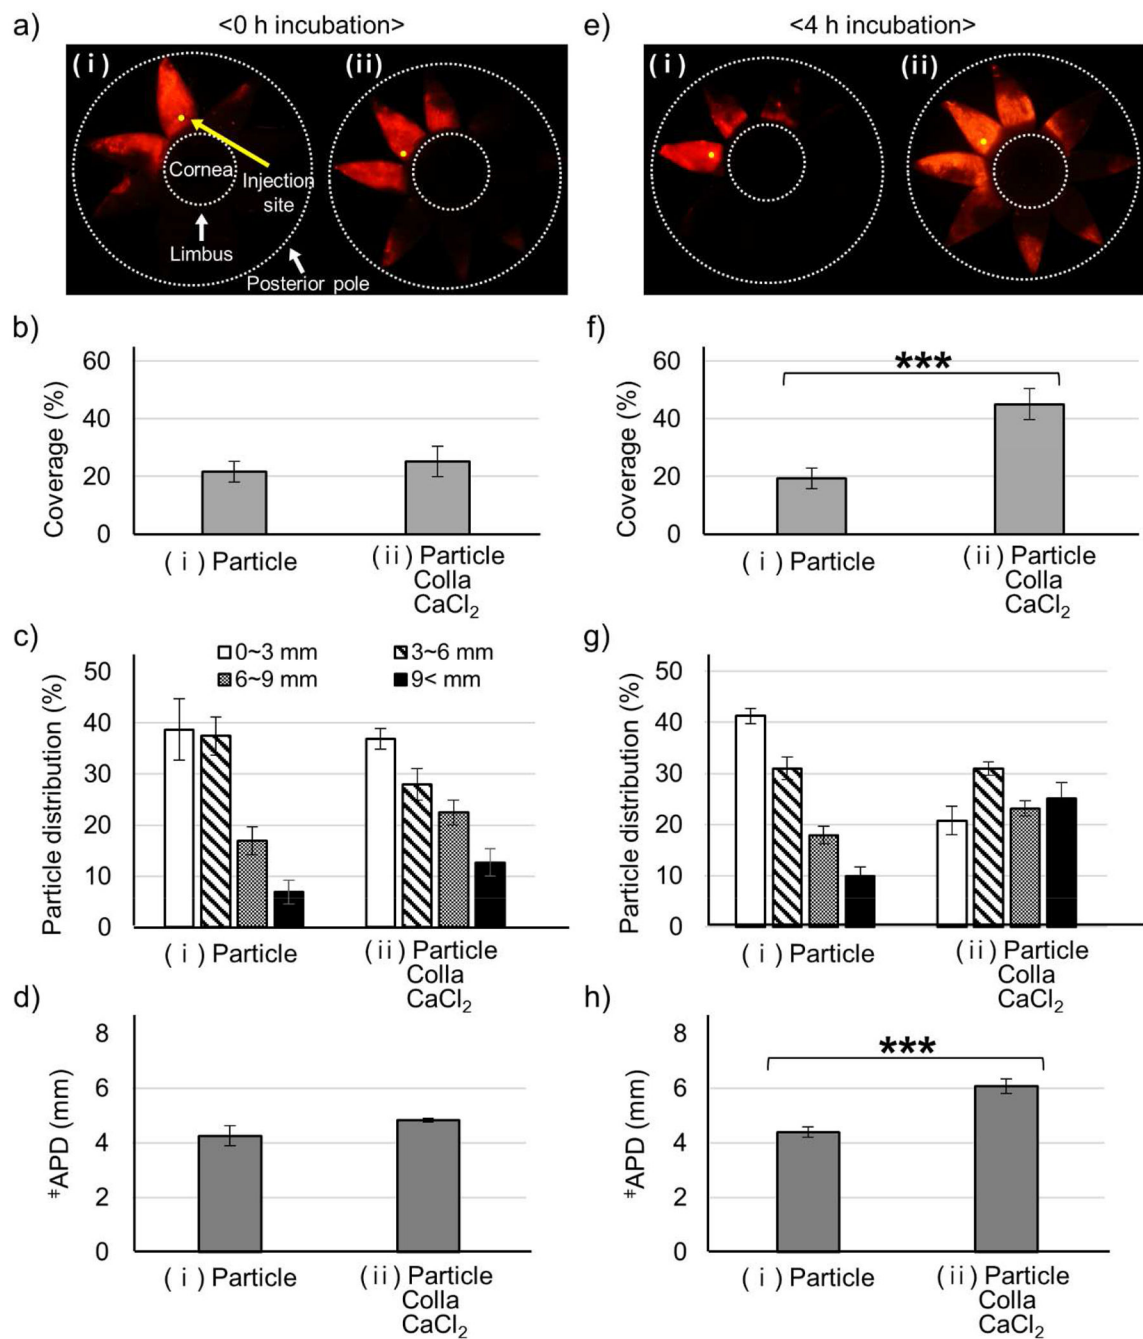 a)
<0 h incubation>
(i)
(ii)
Cornea
Injection
site
Limbus
Posterior pole
e)
<4 h incubation>
(i)
(ii)
b)
Coverage (%)
60
40
20
0
(i) Particle
(ii) Particle
Colla
CaCl₂
f)
Coverage (%)
60
40
20
0
***
(i) Particle
(ii) Particle
Colla
CaCl₂
c)
Particle distribution (%)
50
40
30
20
10
0
0~3 mm
3~6 mm
6~9 mm
9< mm
(i) Particle
(ii) Particle
Colla
CaCl₂
g)
Particle distribution (%)
50
40
30
20
10
0
(i) Particle
(ii) Particle
Colla
CaCl₂
d)
⧧APD (mm)
8
6
4
2
0
(i) Particle
(ii) Particle
Colla
CaCl₂
h)
⧧APD (mm)
8
6
4
2
0
***
(i) Particle
(ii) Particle
Colla
CaCl₂